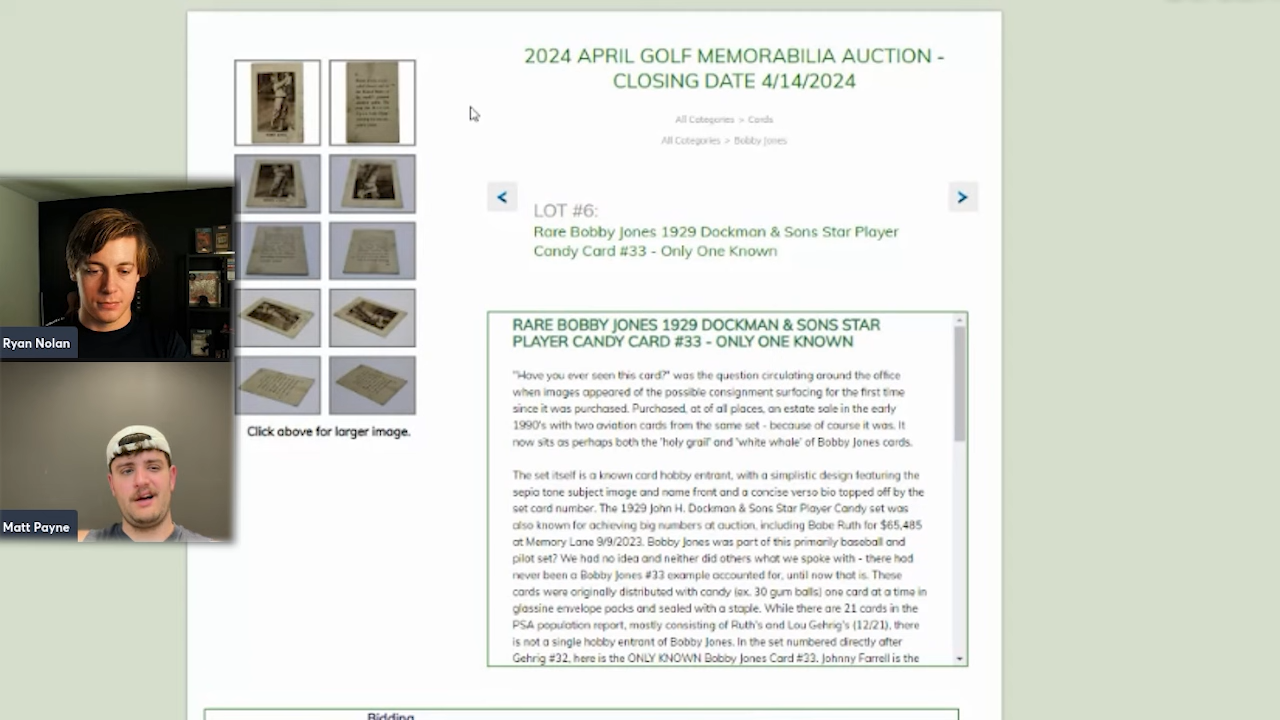 2024 APRIL GOLF MEMORABILIA AUCTION -
CLOSING DATE 4/14/2024
All Categories > Cards
All Categories > Bobby Jones
<
>
LOT #6:
Rare Bobby Jones 1929 Dockman & Sons Star Player
Candy Card #33 - Only One Known
Click above for larger image.
RARE BOBBY JONES 1929 DOCKMAN & SONS STAR
PLAYER CANDY CARD #33 - ONLY ONE KNOWN
"Have you ever seen this card?" was the question circulating around the office
when images appeared of the possible consignment surfacing for the first time
since it was purchased. Purchased, at of all places, an estate sale in the early
1990's with two aviation cards from the same set - because of course it was. It
now sits as perhaps both the 'holy grail' and 'white whale' of Bobby Jones cards.
The set itself is a known card hobby entrant, with a simplistic design featuring the
sepia tone subject image and name front and a concise verso bio topped off by the
set card number. The 1929 John H. Dockman & Sons Star Player Candy set was
also known for achieving big numbers at auction, including Babe Ruth for $65,485
at Memory Lane 9/9/2023. Bobby Jones was part of this primarily baseball and
pilot set? We had no idea and neither did others what we spoke with - there had
never been a Bobby Jones #33 example accounted for, until now that is. These
cards were originally distributed with candy (ex. 30 gum balls) one card at a time in
glassine envelope packs and sealed with a staple. While there are 21 cards in the
PSA population report, mostly consisting of Ruth's and Lou Gehrig's (12/21), there
is not a single hobby entrant of Bobby Jones. In the set numbered directly after
Gehrig #32, here is the ONLY KNOWN Bobby Jones Card #33. Johnny Farrell is the
Bidding
Ryan Nolan
Matt Payne